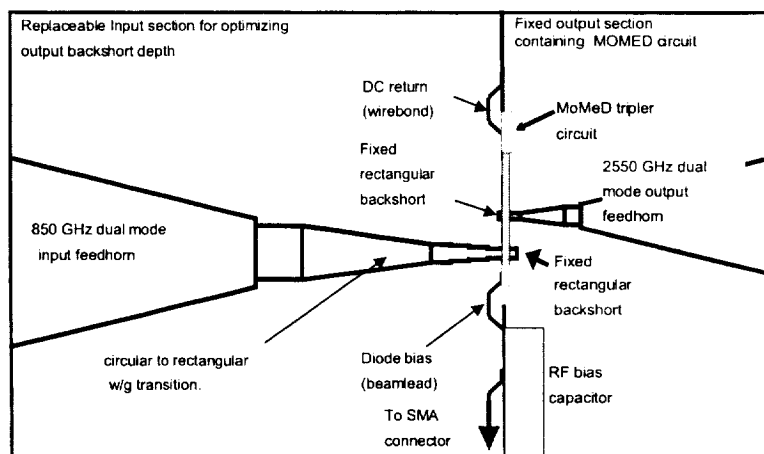 Replaceable Input section for optimizing
output backshort depth
Fixed output section
containing MOMED circuit
DC return
(wirebond)
MoMeD tripler
circuit
Fixed
rectangular
backshort
2550 GHz dual
mode output
feedhorn
850 GHz dual mode
input feedhorn
Fixed
rectangular
backshort
circular to rectangular
w/g transition.
Diode bias
(beamlead)
RF bias
capacitor
To SMA
connector